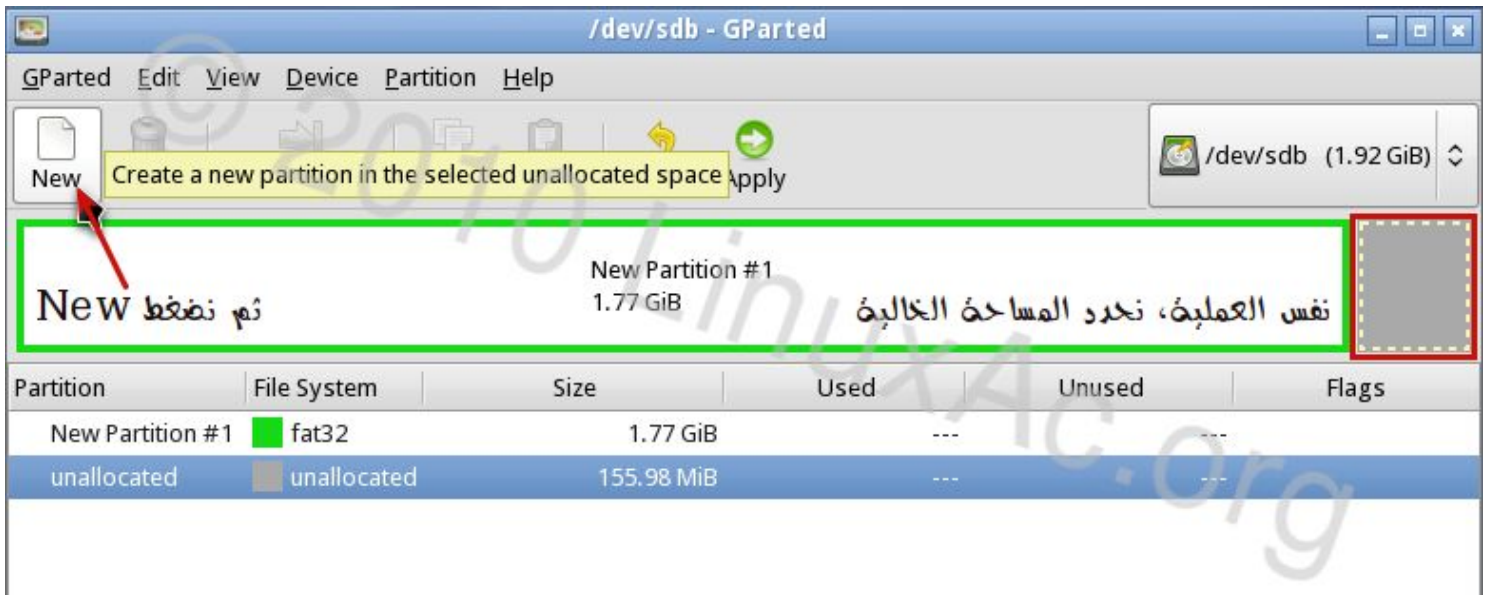 /dev/sdb - GParted
GParted Edit View Device Partition Help
New
Create a new partition in the selected unallocated space
Apply
/dev/sdb (1.92 GiB)
New Partition #1
1.77 GiB
نفس العملية، نحدد المساحة الخالية
ثم نضغط New
Partition File System Size Used Unused Flags
New Partition #1 fat32 1.77 GiB --- ---
unallocated unallocated 155.98 MiB --- ---
© 2010 LinuxAc.org